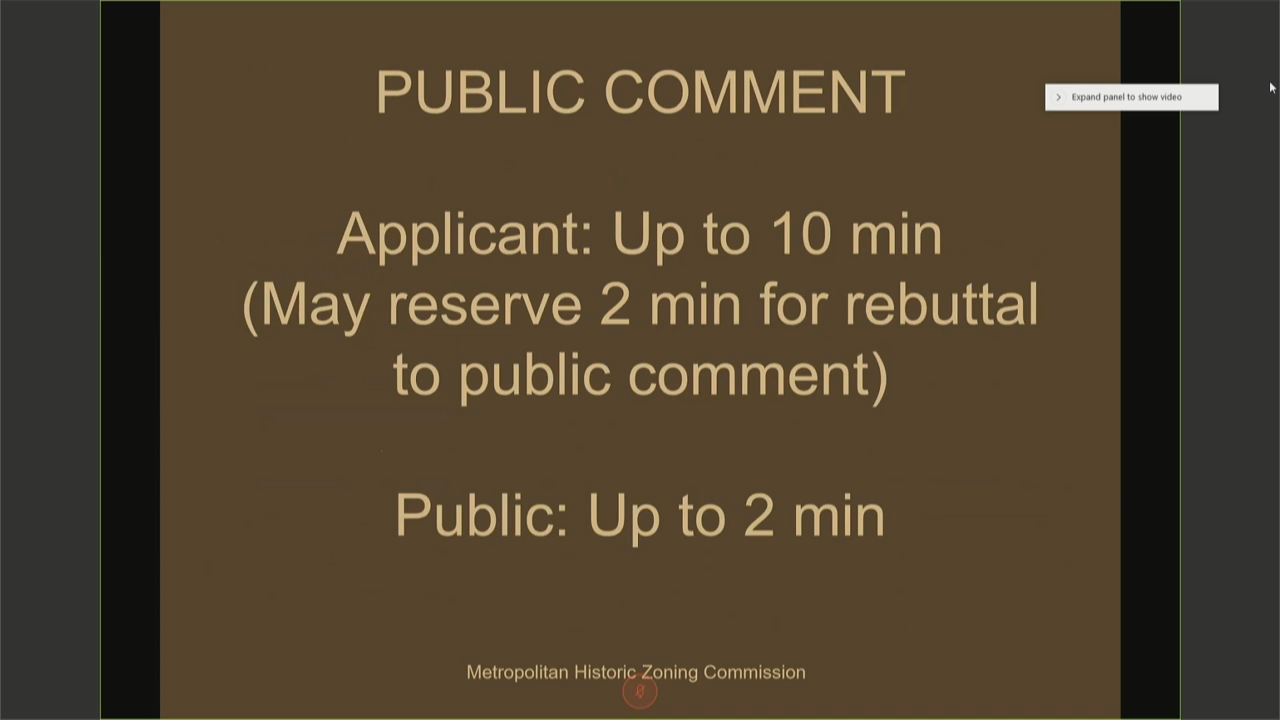 PUBLIC COMMENT
Expand panel to show video
Applicant: Up to 10 min
(May reserve 2 min for rebuttal
to public comment)
Public: Up to 2 min
Metropolitan Historic Zoning Commission